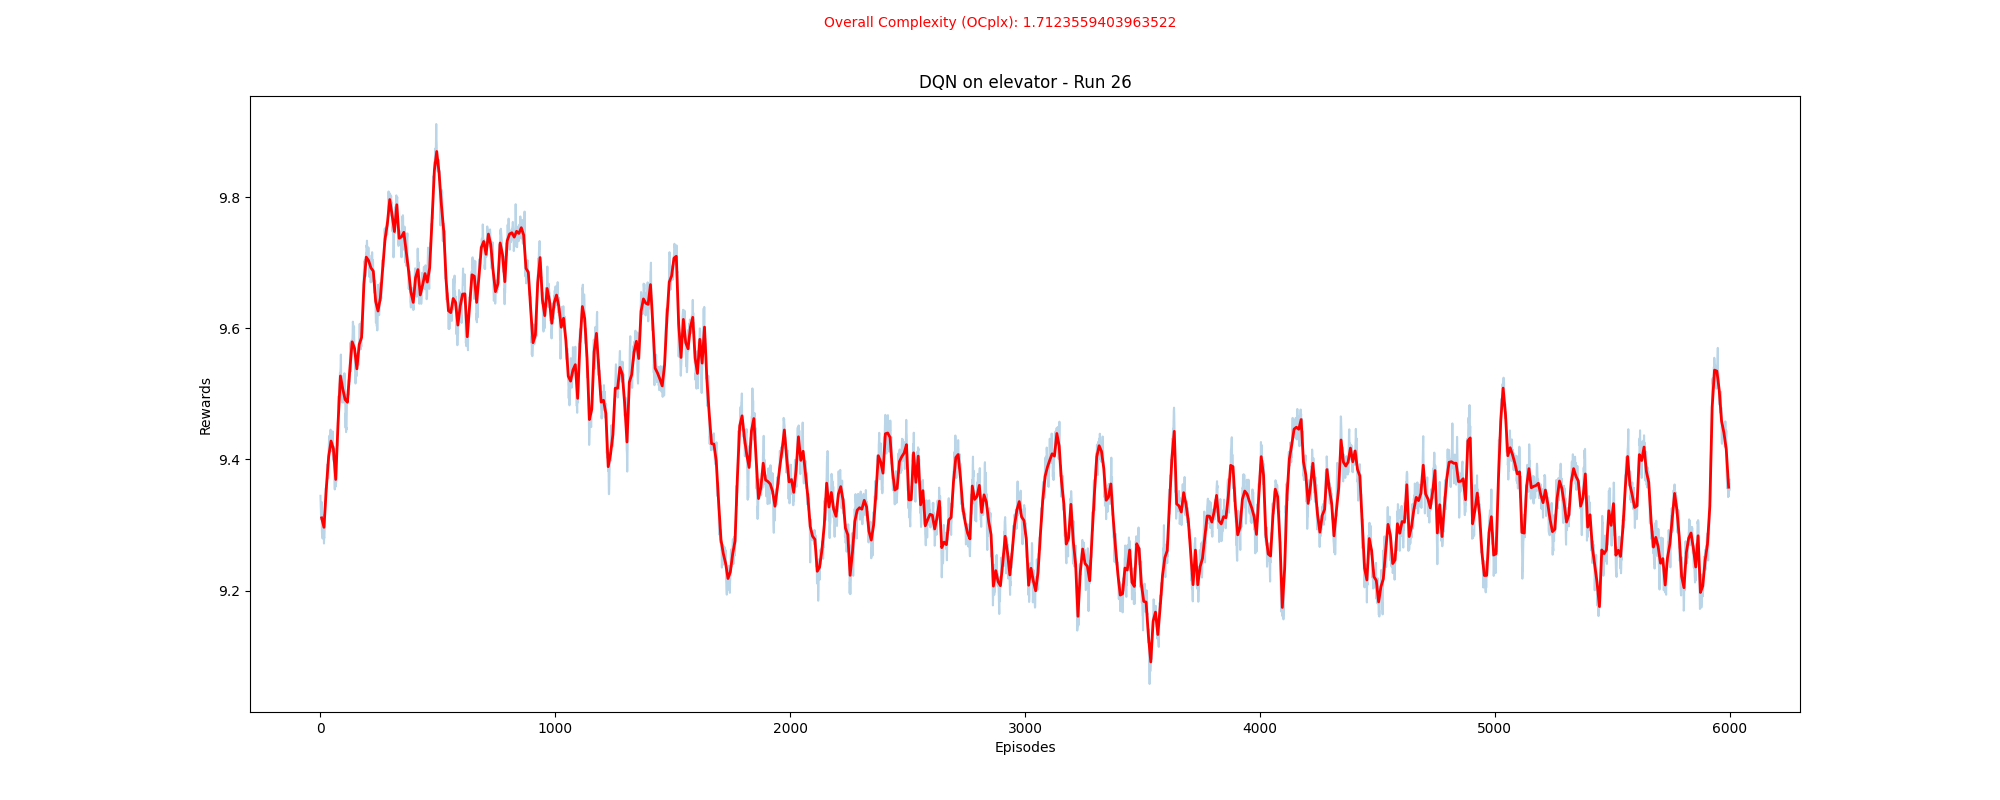 Overall Complexity (OCplx): 1.7123559403963522
DQN on elevator - Run 26
Rewards
9.8
9.6
9.4
9.2
0 1000 2000 3000 4000 5000 6000
Episodes